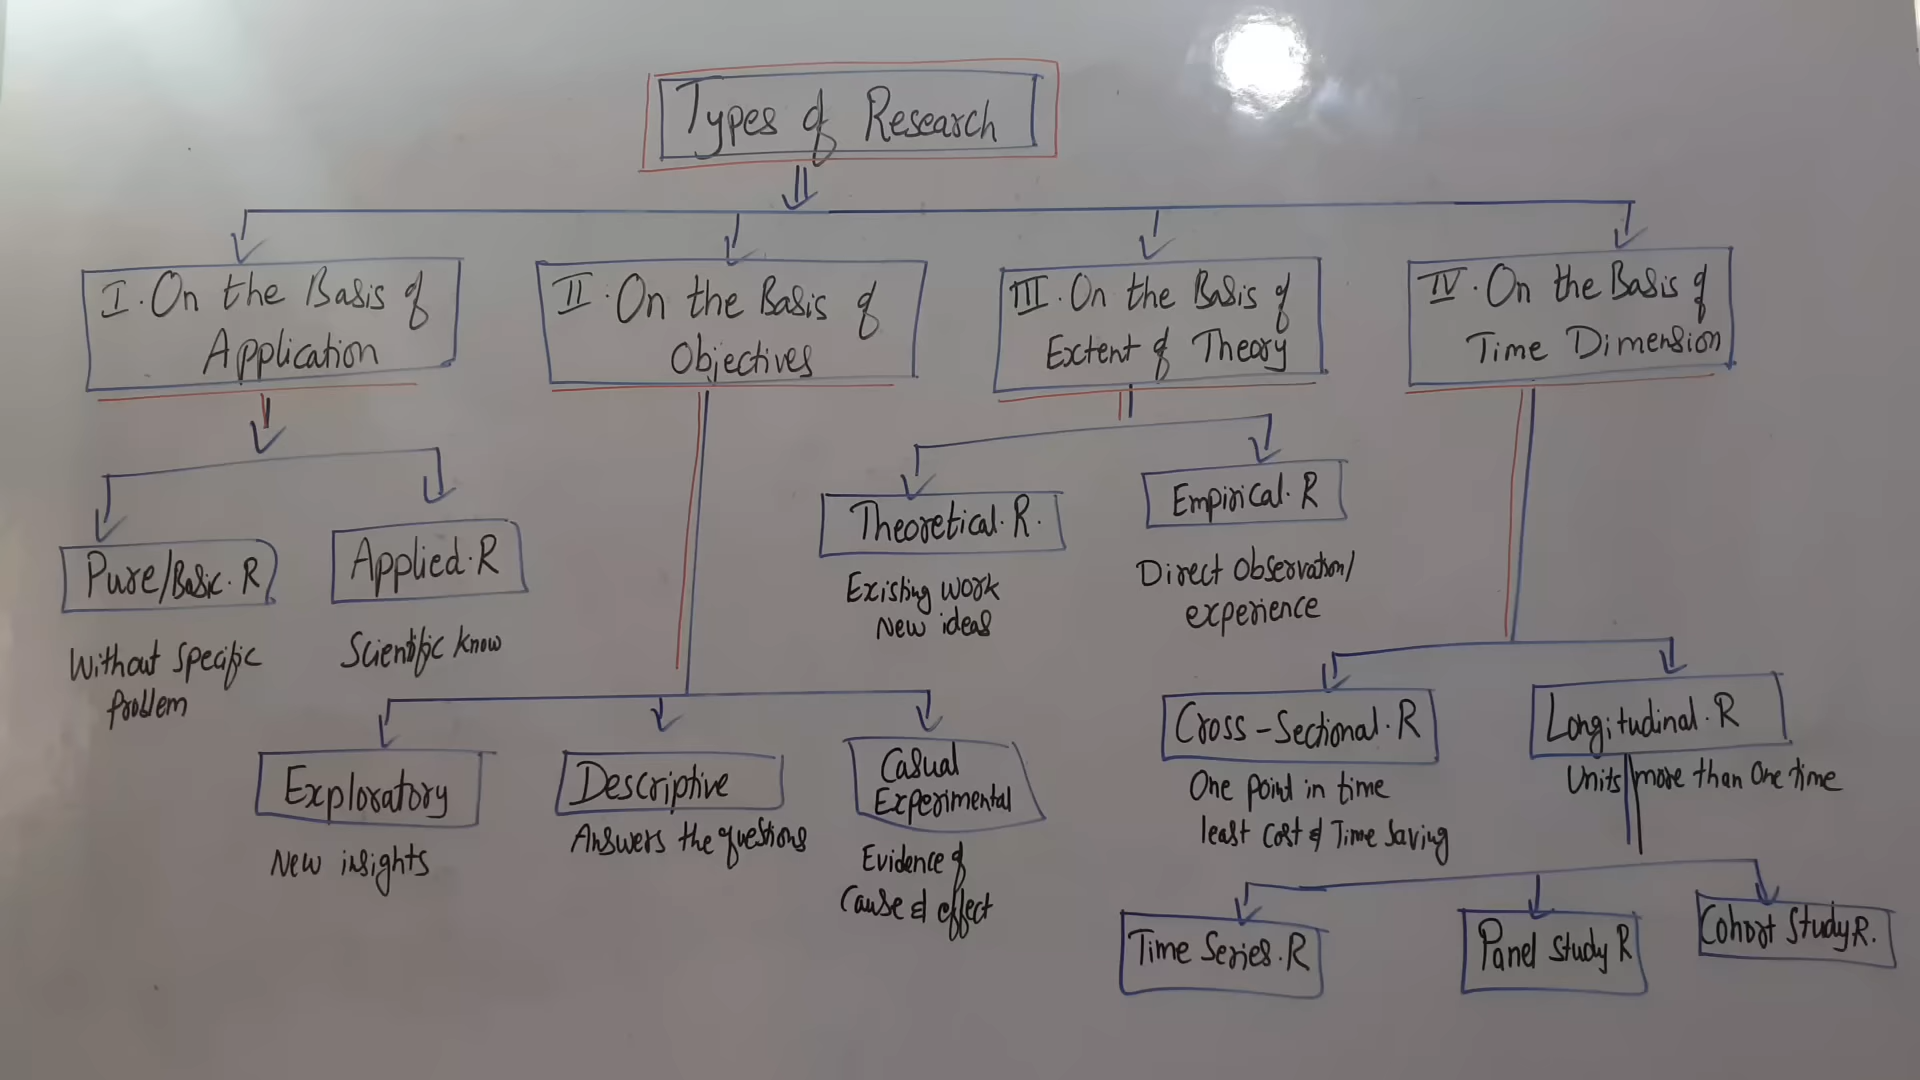 Types of Research
I. On the Basis of
Application
II. On the Basis of
Objectives
III. On the Basis of
Extent of Theory
IV. On the Basis of
Time Dimension
Pure/Basic. R
Without specific
problem
Applied. R
Scientific know
Exploratory
New insights
Descriptive
Answers the questions
Casual
Experimental
Evidence of
Cause & effect
Theoretical. R.
Existing work
New ideas
Empirical. R
Direct observation/
experience
Cross-Sectional. R
One point in time
least cost & Time saving
Longitudinal. R
Units more than one time
Time Series. R
Panel Study R
Cohort Study R.